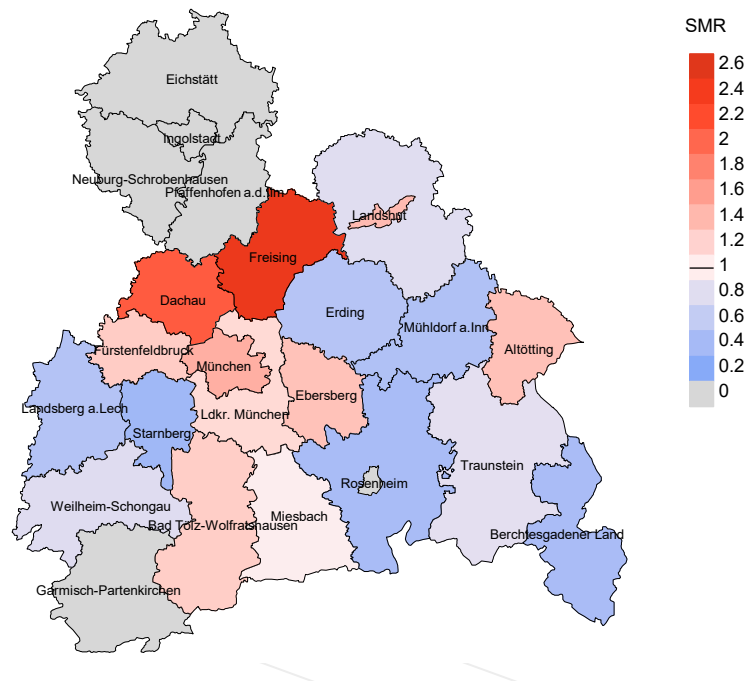 SMR
2.6
2.4
2.2
2
1.8
1.6
1.4
1.2
1
0.8
0.6
0.4
0.2
0
Eichstätt
Ingolstadt
Neuburg-Schrobenhausen
Pfaffenhofen a.d.Ilm
Landshut
Freising
Dachau
Erding
Mühldorf a.Inn
Altötting
Fürstenfeldbruck
München
Ebersberg
Landsberg a.Lech
Ldkr. München
Starnberg
Traunstein
Rosenheim
Weilheim-Schongau
Miesbach
Bad Tölz-Wolfratshausen
Berchtesgadener Land
Garmisch-Partenkirchen